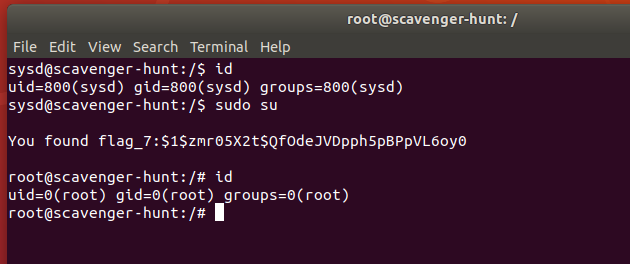 root@scavenger-hunt: /
File Edit View Search Terminal Help
sysd@scavenger-hunt:/$ id
uid=800(sysd) gid=800(sysd) groups=800(sysd)
sysd@scavenger-hunt:/$ sudo su
You found flag_7:$1$zmr05X2t$QfOdeJVDpph5pBPpVL6oy0
root@scavenger-hunt:/# id
uid=0(root) gid=0(root) groups=0(root)
root@scavenger-hunt:/#